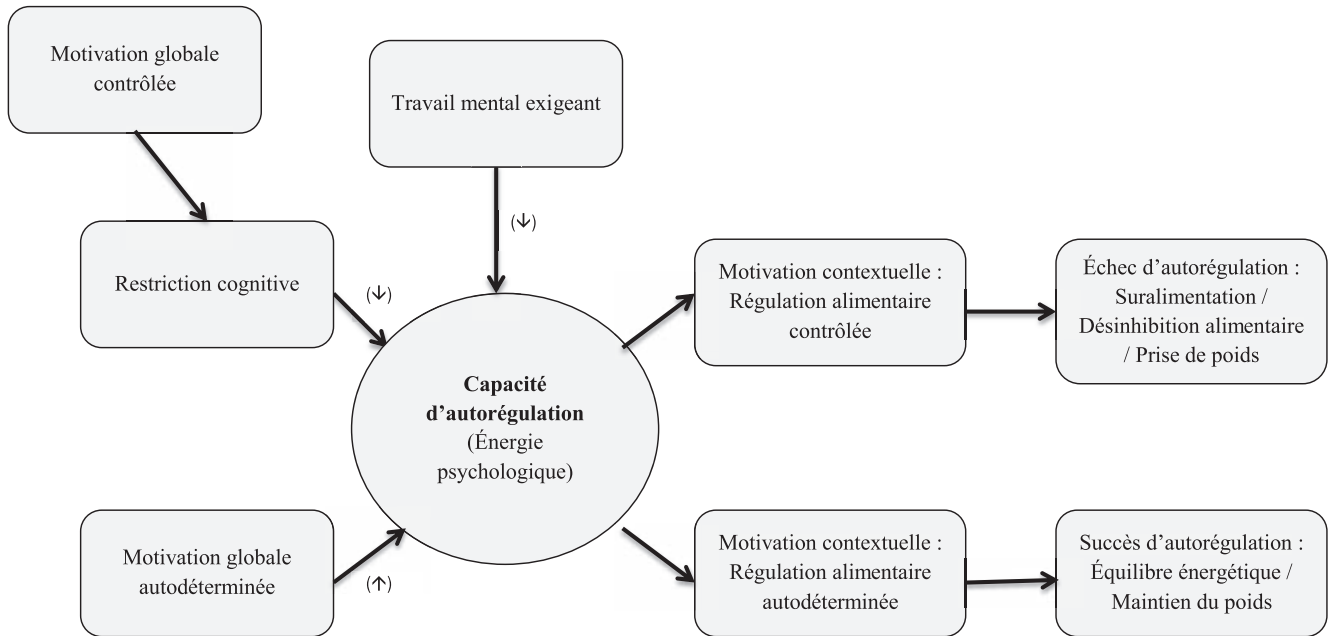 Motivation globale
contrôlée
Travail mental exigeant
(↓)
Restriction cognitive
(↓)
Capacité
d’autorégulation
(Énergie
psychologique)
Motivation globale
autodéterminée
(↑)
Motivation contextuelle :
Régulation alimentaire
contrôlée
Échec d’autorégulation :
Suralimentation /
Désinhibition alimentaire
/ Prise de poids
Motivation contextuelle :
Régulation alimentaire
autodéterminée
Succès d’autorégulation :
Équilibre énergétique /
Maintien du poids